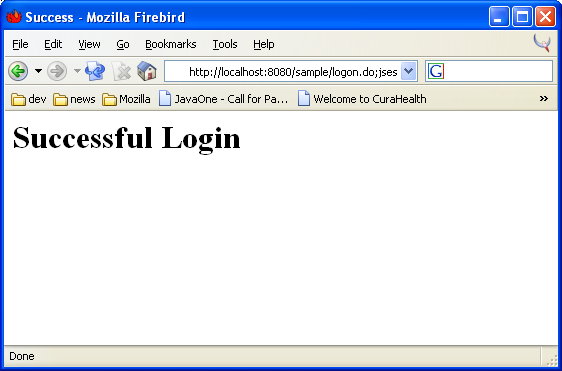 Success - Mozilla Firebird
File Edit View Go Bookmarks Tools Help
http://localhost:8080/sample/logon.do;jses G
dev news Mozilla JavaOne - Call for Pa... Welcome to CuraHealth »
Successful Login
Done